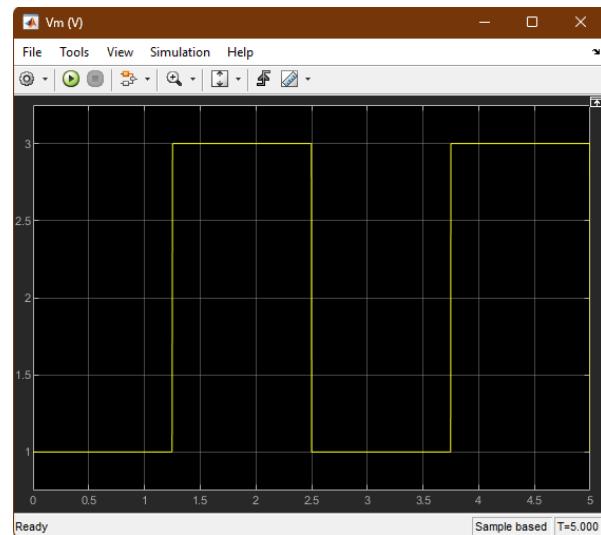 Vm (V)
File Tools View Simulation Help
3
2.5
2
1.5
1
0 0.5 1 1.5 2 2.5 3 3.5 4 4.5 5
Ready Sample based T=5.000